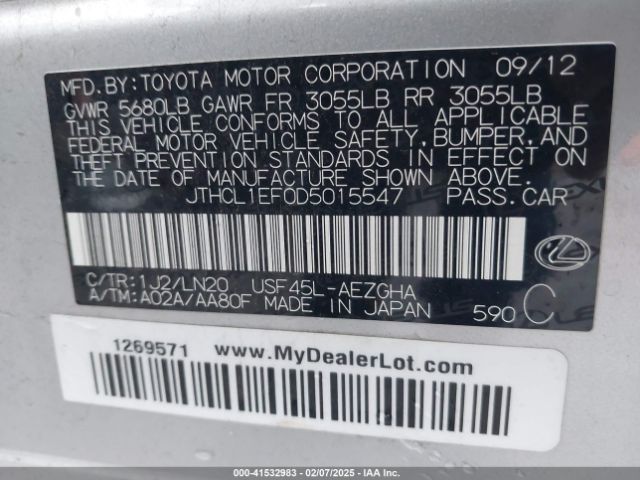 MFD. BY: TOYOTA MOTOR CORPORATION 09/12
GVWR 5680LB GAWR FR 3055LB RR 3055LB
THIS VEHICLE CONFORMS TO ALL APPLICABLE
FEDERAL MOTOR VEHICLE SAFETY, BUMPER, AND
THEFT PREVENTION STANDARDS IN EFFECT ON
THE DATE OF MANUFACTURE SHOWN ABOVE.
JTHCL1EF0D5015547 PASS. CAR
C/TR: 1J2/LN20 USF45L-AEZGHA
A/TM: A02A/AA80F MADE IN JAPAN 590 C
1269571 www.MyDealerLot.com
000-41532983 - 02/07/2025 - IAA Inc.